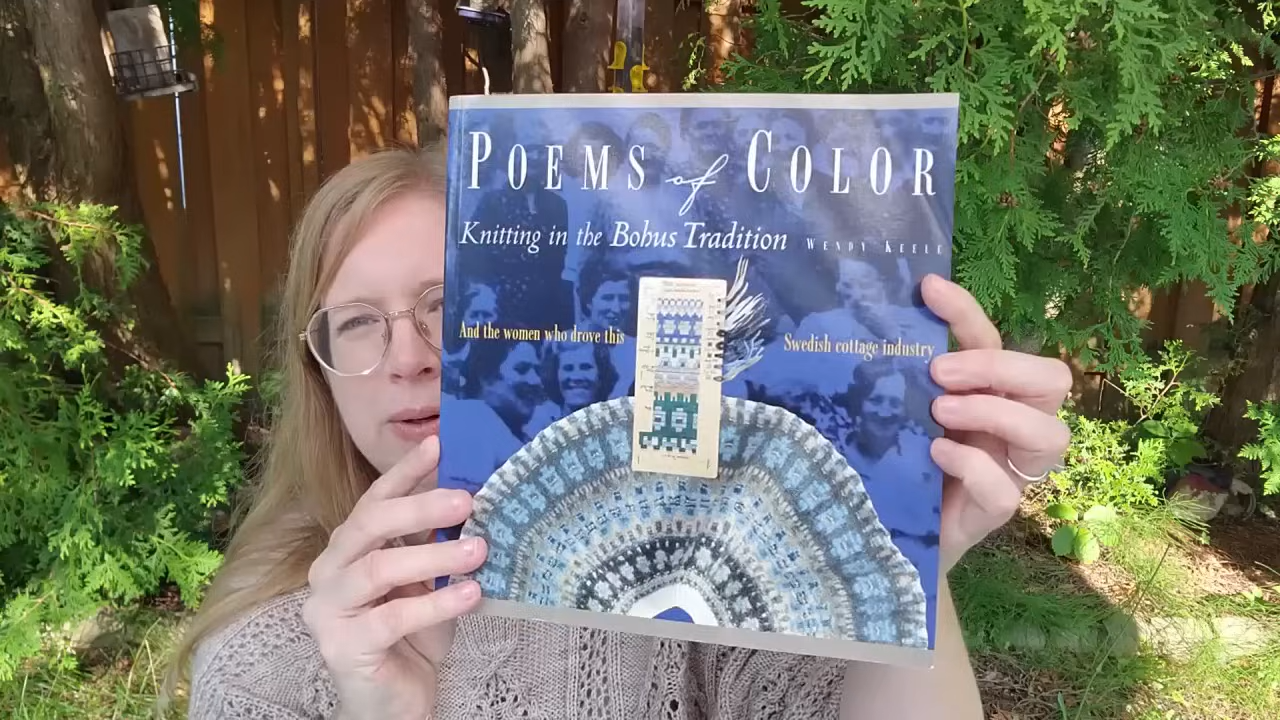 POEMS of COLOR
Knitting in the Bohus Tradition WENDY KEELE
And the women who drove this
Swedish cottage industry